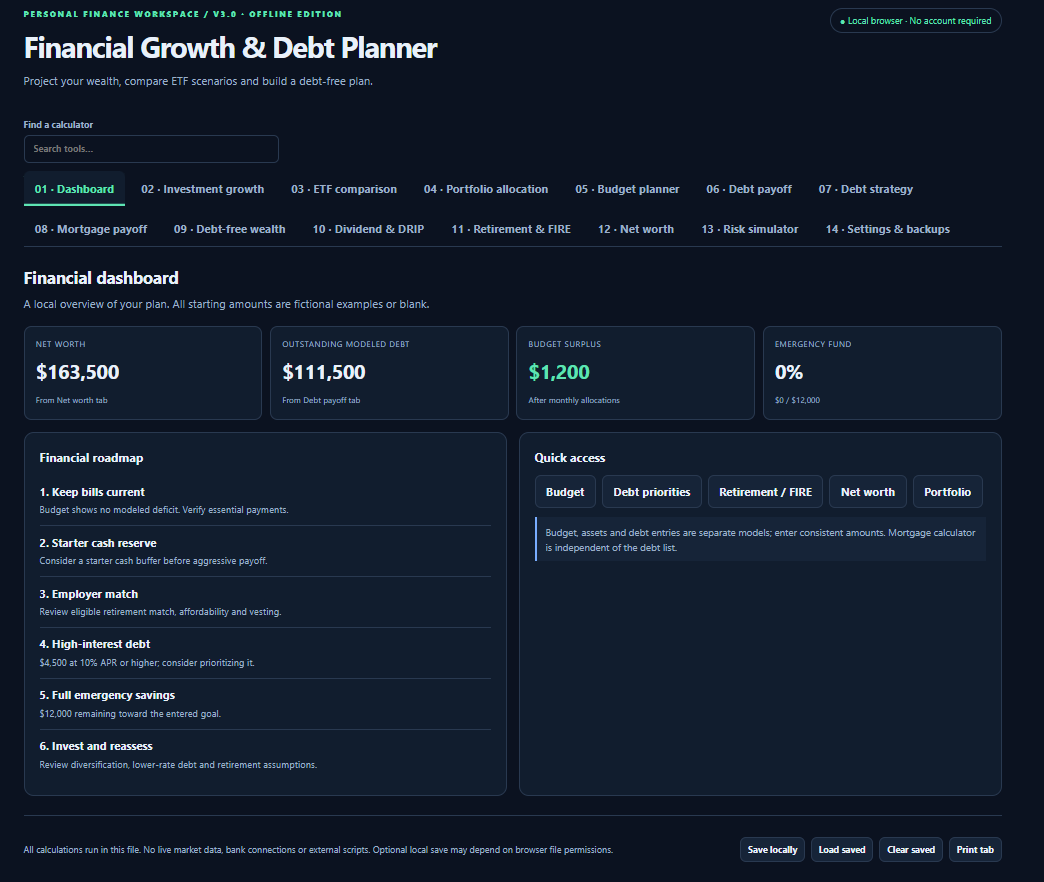 PERSONAL FINANCE WORKSPACE / V3.0 · OFFLINE EDITION
● Local browser · No account required
Financial Growth & Debt Planner
Project your wealth, compare ETF scenarios and build a debt-free plan.
Find a calculator
Search tools...
01 · Dashboard
02 · Investment growth
03 · ETF comparison
04 · Portfolio allocation
05 · Budget planner
06 · Debt payoff
07 · Debt strategy
08 · Mortgage payoff
09 · Debt-free wealth
10 · Dividend & DRIP
11 · Retirement & FIRE
12 · Net worth
13 · Risk simulator
14 · Settings & backups
Financial dashboard
A local overview of your plan. All starting amounts are fictional examples or blank.
NET WORTH
$163,500
From Net worth tab
OUTSTANDING MODELED DEBT
$111,500
From Debt payoff tab
BUDGET SURPLUS
$1,200
After monthly allocations
EMERGENCY FUND
0%
$0 / $12,000
Financial roadmap
1. Keep bills current
Budget shows no modeled deficit. Verify essential payments.
2. Starter cash reserve
Consider a starter cash buffer before aggressive payoff.
3. Employer match
Review eligible retirement match, affordability and vesting.
4. High-interest debt
$4,500 at 10% APR or higher; consider prioritizing it.
5. Full emergency savings
$12,000 remaining toward the entered goal.
6. Invest and reassess
Review diversification, lower-rate debt and retirement assumptions.
Quick access
Budget
Debt priorities
Retirement / FIRE
Net worth
Portfolio
Budget, assets and debt entries are separate models; enter consistent amounts. Mortgage calculator
is independent of the debt list.
All calculations run in this file. No live market data, bank connections or external scripts. Optional local save may depend on browser file permissions.
Save locally
Load saved
Clear saved
Print tab